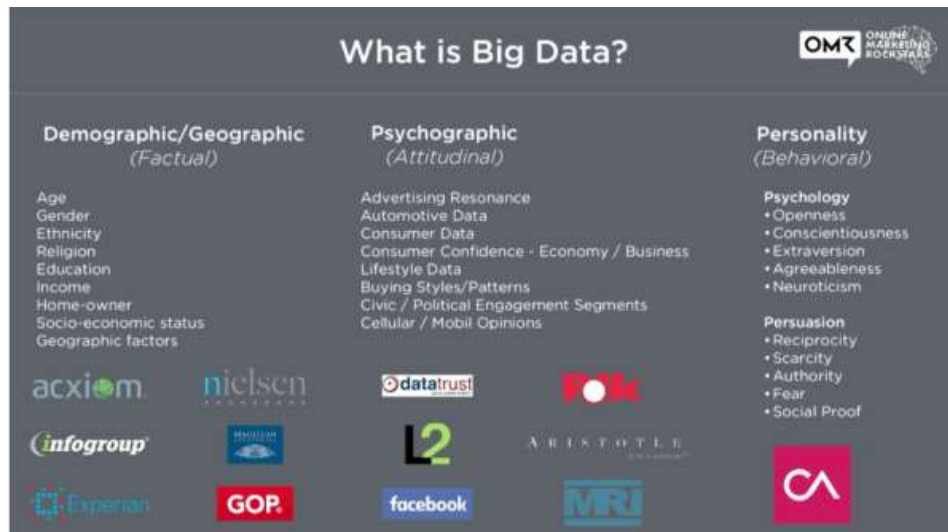 What is Big Data?
OMR
ONLINE
MARKETING
ROCKSTARS
Demographic/Geographic
(Factual)
Age
Gender
Ethnicity
Religion
Education
Income
Home-owner
Socio-economic status
Geographic factors
Psychographic
(Attitudinal)
Advertising Resonance
Automotive Data
Consumer Data
Consumer Confidence - Economy / Business
Lifestyle Data
Buying Styles/Patterns
Civic / Political Engagement Segments
Cellular / Mobil Opinions
Personality
(Behavioral)
Psychology
• Openness
• Conscientiousness
• Extraversion
• Agreeableness
• Neuroticism
Persuasion
• Reciprocity
• Scarcity
• Authority
• Fear
• Social Proof
acxiom
nielsen
datatrust
Polk
infogroup
MAGELLAN
L2
ARISTOTLE
Experian
GOP
facebook
MRI
CA